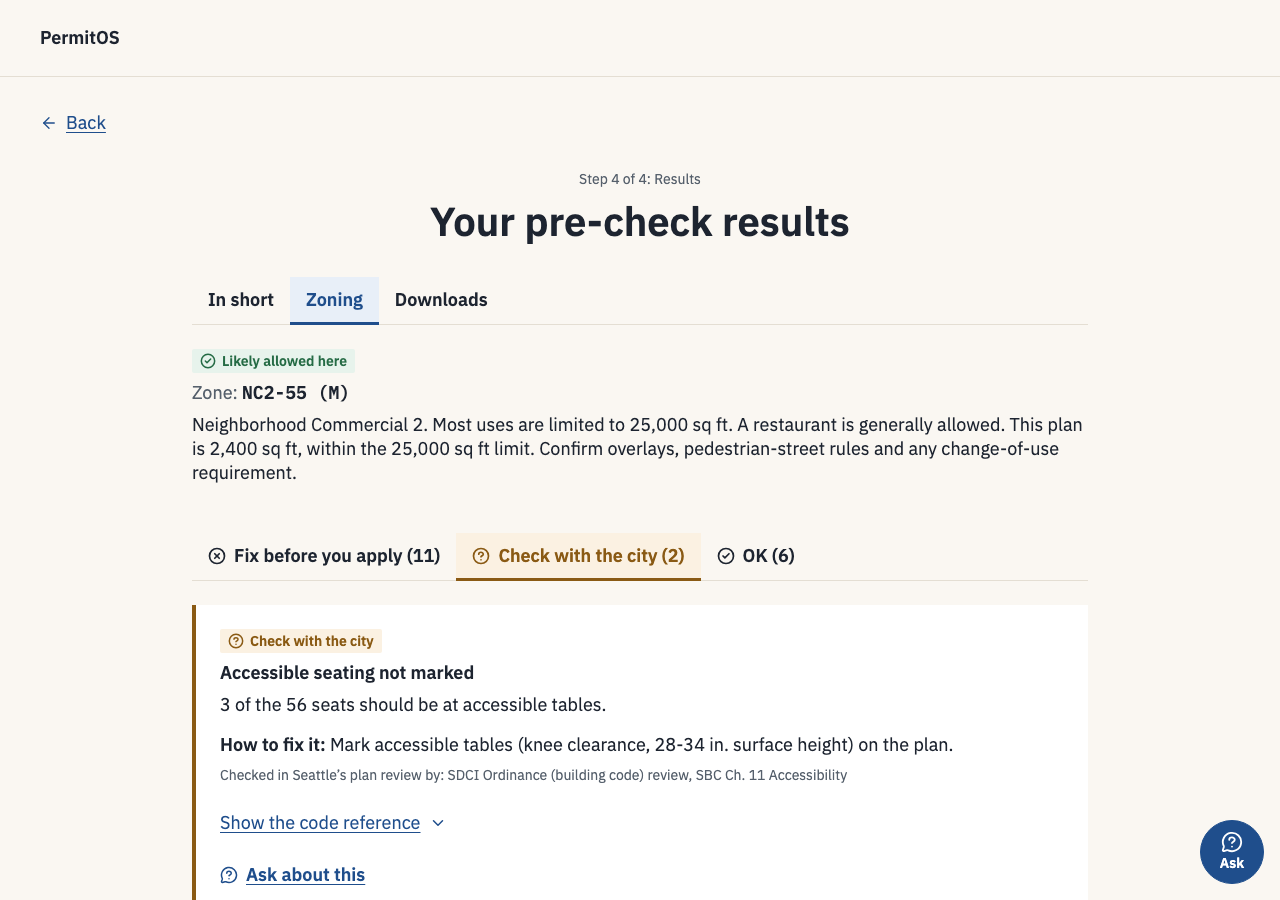 PermitOS
Back
Step 4 of 4: Results
Your pre-check results
In short
Zoning
Downloads
Likely allowed here
Zone: NC2-55 (M)
Neighborhood Commercial 2. Most uses are limited to 25,000 sq ft. A restaurant is generally allowed. This plan
is 2,400 sq ft, within the 25,000 sq ft limit. Confirm overlays, pedestrian-street rules and any change-of-use
requirement.
Fix before you apply (11)
Check with the city (2)
OK (6)
Check with the city
Accessible seating not marked
3 of the 56 seats should be at accessible tables.
How to fix it: Mark accessible tables (knee clearance, 28-34 in. surface height) on the plan.
Checked in Seattle’s plan review by: SDCI Ordinance (building code) review, SBC Ch. 11 Accessibility
Show the code reference
Ask about this
Ask